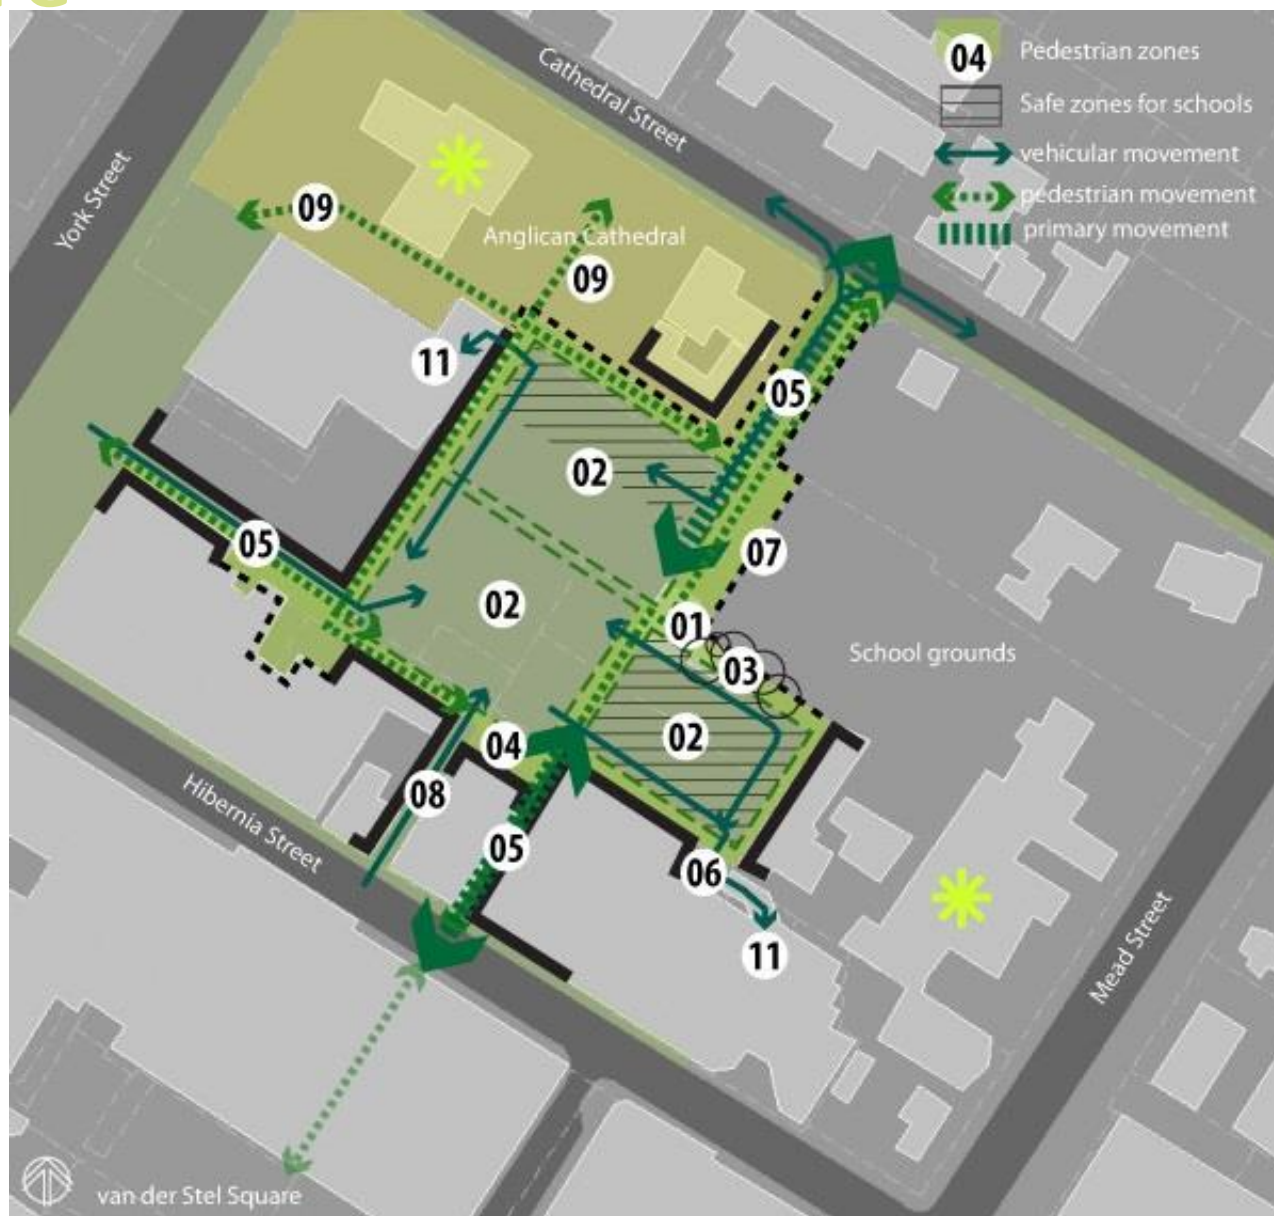 04 Pedestrian zones
Safe zones for schools
vehicular movement
pedestrian movement
primary movement
Cathedral Street
York Street
09
Anglican Cathedral
09
11
05
02
05
07
02
01
03
School grounds
02
04
08
05
06
11
Hibernia Street
Mead Street
van der Stel Square